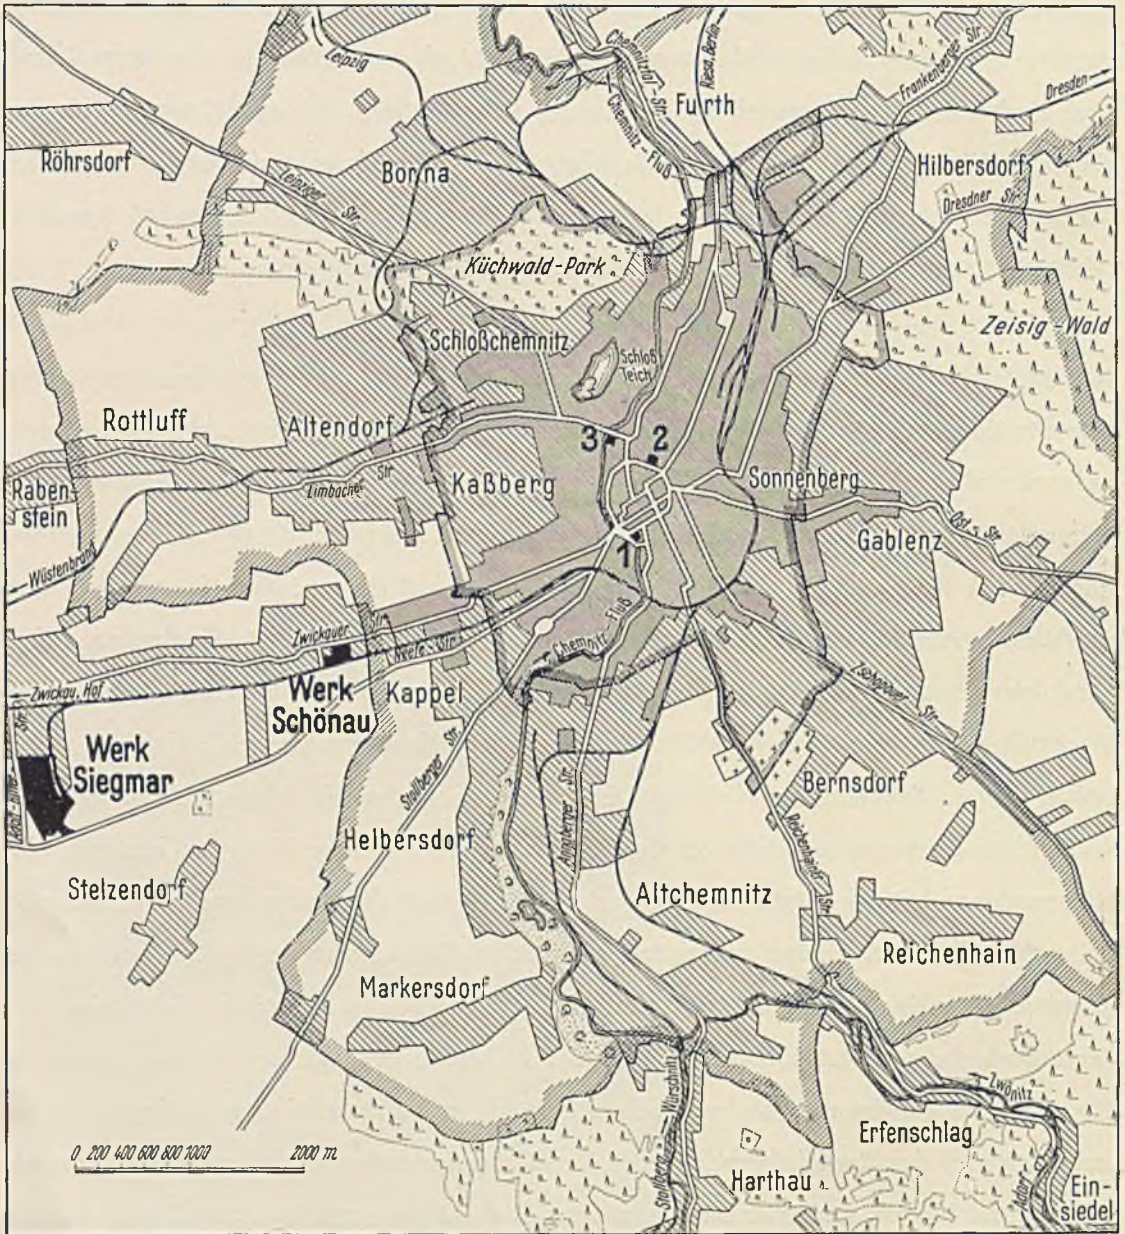 Leipzig
Chemnitztal-Str.
Chemnitz-Fluß
Riesa, Berlin
Furth
Frankenberger Str.
Dresden
Röhrsdorf
Borna
Leipziger Str.
Hilbersdorf
Dresdner Str.
Küchwald-Park
Zeisig-Wald
Schloßchemnitz
Schloß
Teich
Rottluff
Altendorf
3
2
Raben-
stein
Limbacher Str.
Kaßberg
Sonnenberg
Gablenz
Ost-Str.
Wüstenbrand
1
Zwickauer Str.
Neefe-Str.
Chemnitz-Fluß
Zschopauer Str.
Zwickau, Hof
Werk
Schönau
Kappel
Werk
Siegmar
Str.
Stollberger Str.
Annaberger Str.
Bernsdorf
Reichenhainer Str.
Helbersdorf
Stelzendorf
Altchemnitz
Reichenhain
Markersdorf
Zwönitz
Stollberg
Würschnitz
Erfenschlag
Harthau
Adorf
Ein-
siedel
0 200 400 600 800 1000 2000 m